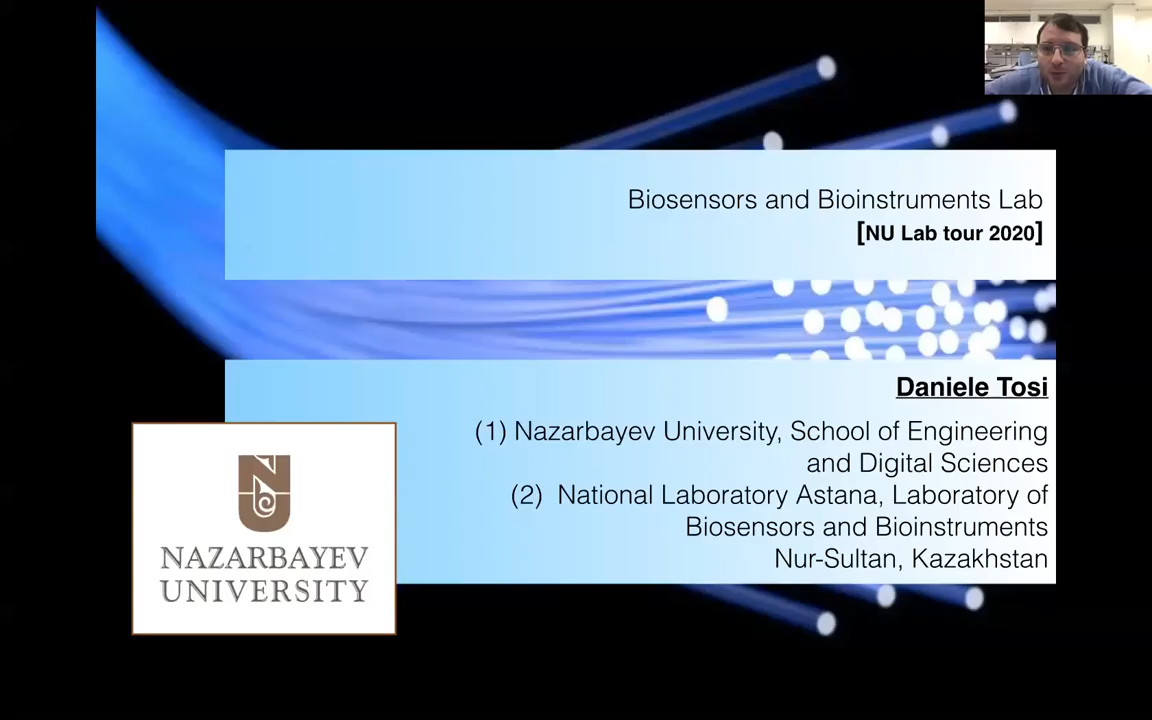 Biosensors and Bioinstruments Lab
[NU Lab tour 2020]
Daniele Tosi
(1) Nazarbayev University, School of Engineering
and Digital Sciences
(2) National Laboratory Astana, Laboratory of
Biosensors and Bioinstruments
Nur-Sultan, Kazakhstan
NAZARBAYEV
UNIVERSITY